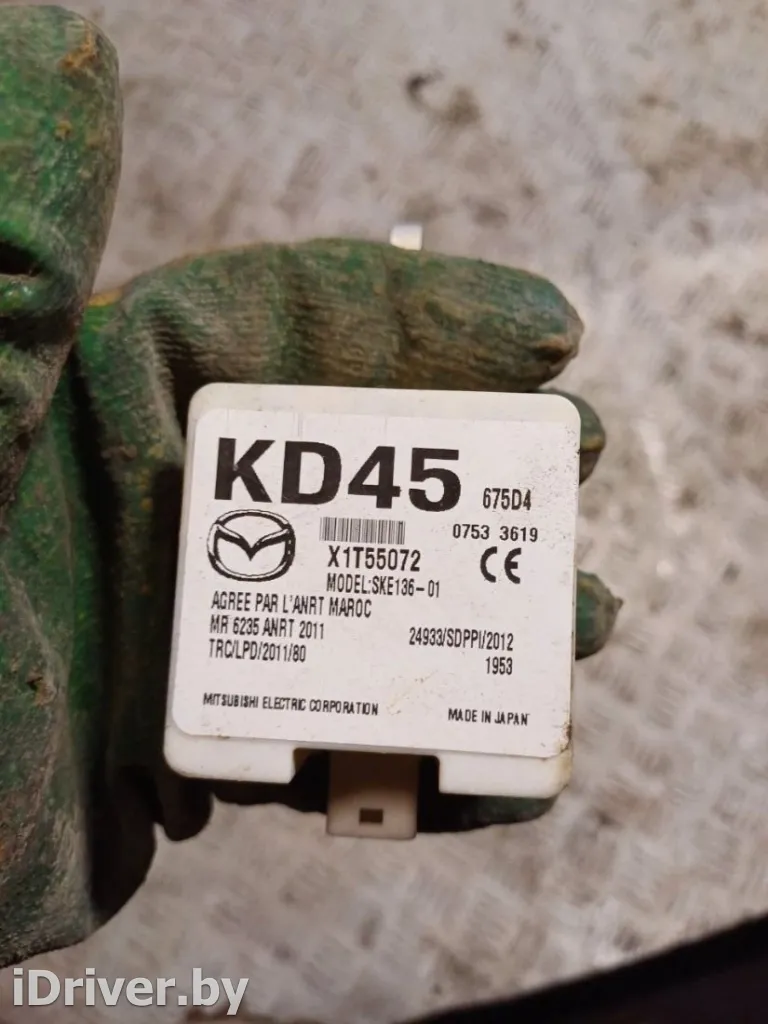 KD45 675D4
0753 3619
X1T55072
MODEL:SKE136-01
AGREE PAR L'ANRT MAROC
MR 6235 ANRT 2011 24933/SDPPI/2012
TRC/LPD/2011/80 1953
MITSUBISHI ELECTRIC CORPORATION MADE IN JAPAN
iDriver.by